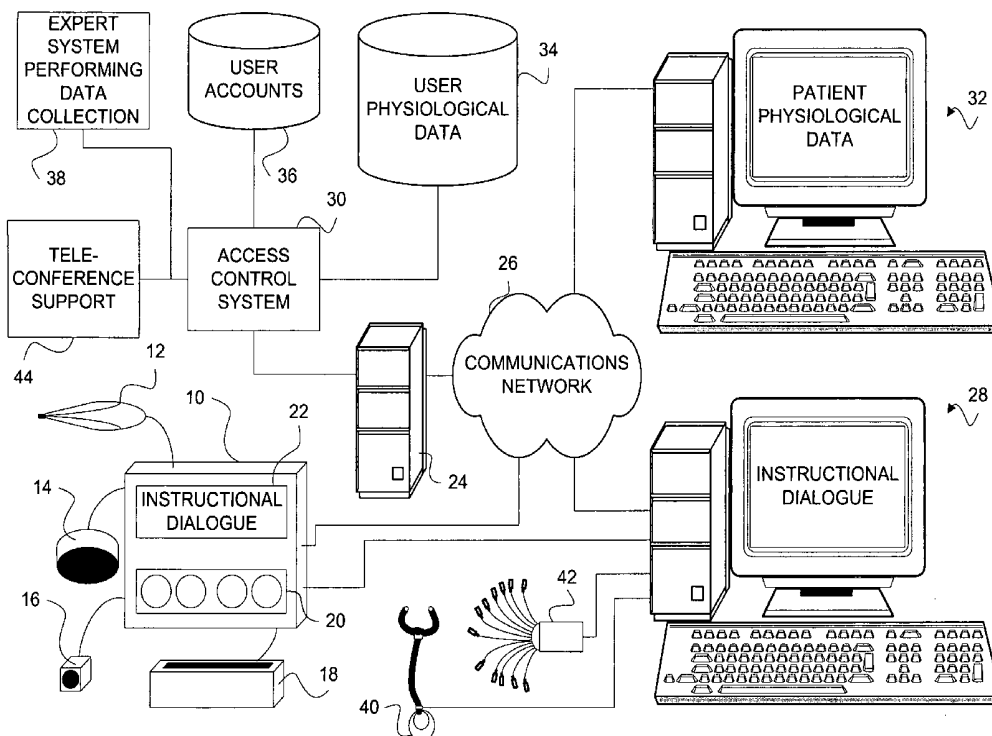 EXPERT
SYSTEM
PERFORMING
DATA
COLLECTION
38
USER
ACCOUNTS
36
USER
PHYSIOLOGICAL
DATA
34
PATIENT
PHYSIOLOGICAL
DATA
32
TELE-
CONFERENCE
SUPPORT
44
30
ACCESS
CONTROL
SYSTEM
26
COMMUNICATIONS
NETWORK
24
12
10
22
INSTRUCTIONAL
DIALOGUE
14
16
20
18
40
42
28
INSTRUCTIONAL
DIALOGUE